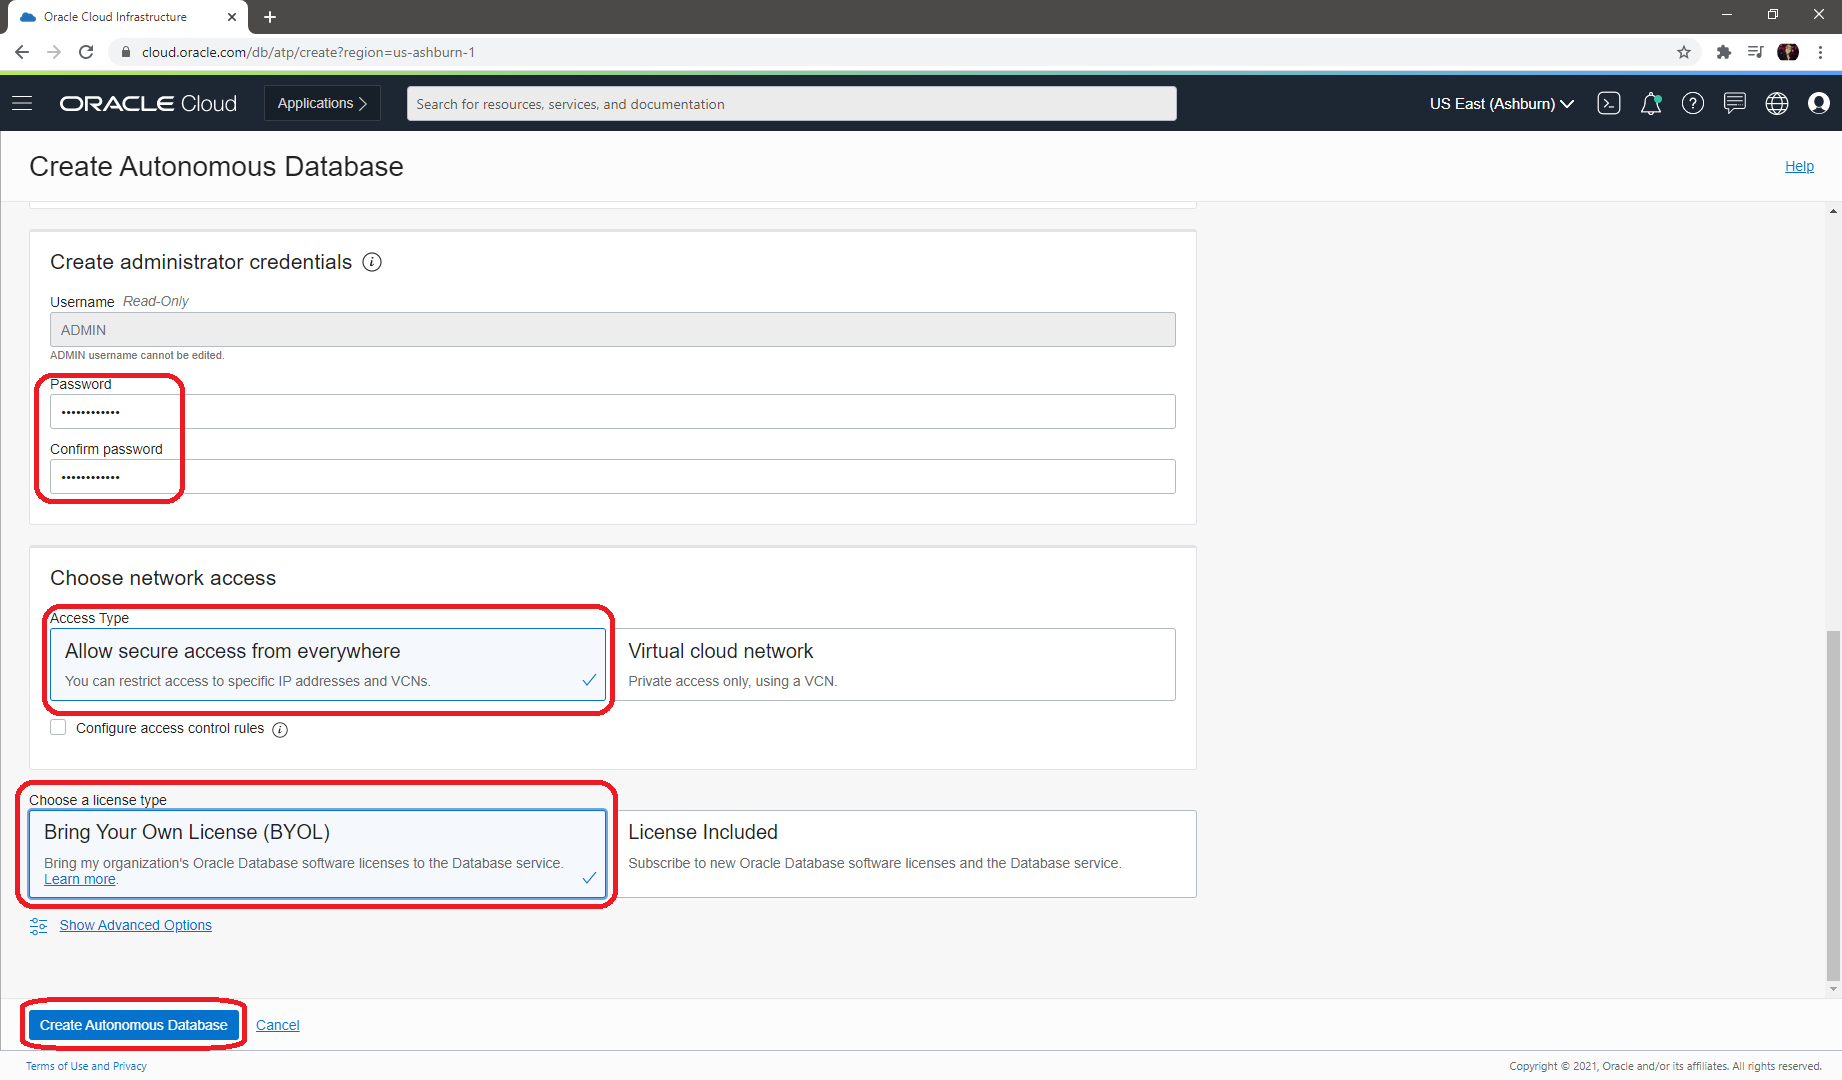 Oracle Cloud Infrastructure
cloud.oracle.com/db/atp/create?region=us-ashburn-1
ORACLE Cloud
Applications
Search for resources, services, and documentation
US East (Ashburn)
Create Autonomous Database
Help
Create administrator credentials
Username Read-Only
ADMIN
ADMIN username cannot be edited.
Password
••••••••••••
Confirm password
••••••••••••
Choose network access
Access Type
Allow secure access from everywhere
You can restrict access to specific IP addresses and VCNs.
Virtual cloud network
Private access only, using a VCN.
Configure access control rules
Choose a license type
Bring Your Own License (BYOL)
Bring my organization's Oracle Database software licenses to the Database service.
Learn more.
License Included
Subscribe to new Oracle Database software licenses and the Database service.
Show Advanced Options
Create Autonomous Database
Cancel
Terms of Use and Privacy
Copyright © 2021, Oracle and/or its affiliates. All rights reserved.